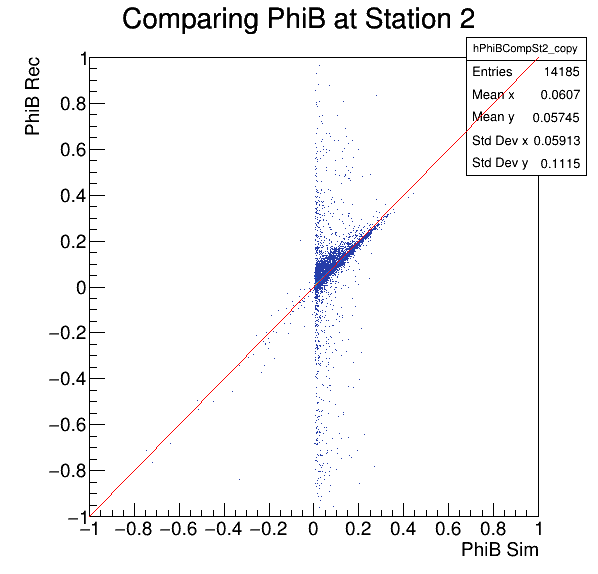 Comparing PhiB at Station 2
hPhiBCompSt2_copy
Entries 14185
Mean x 0.0607
Mean y 0.05745
Std Dev x 0.05913
Std Dev y 0.1115
PhiB Rec
1
0.8
0.6
0.4
0.2
0
−0.2
−0.4
−0.6
−0.8
−1
−1 −0.8 −0.6 −0.4 −0.2 0 0.2 0.4 0.6 0.8 1
PhiB Sim